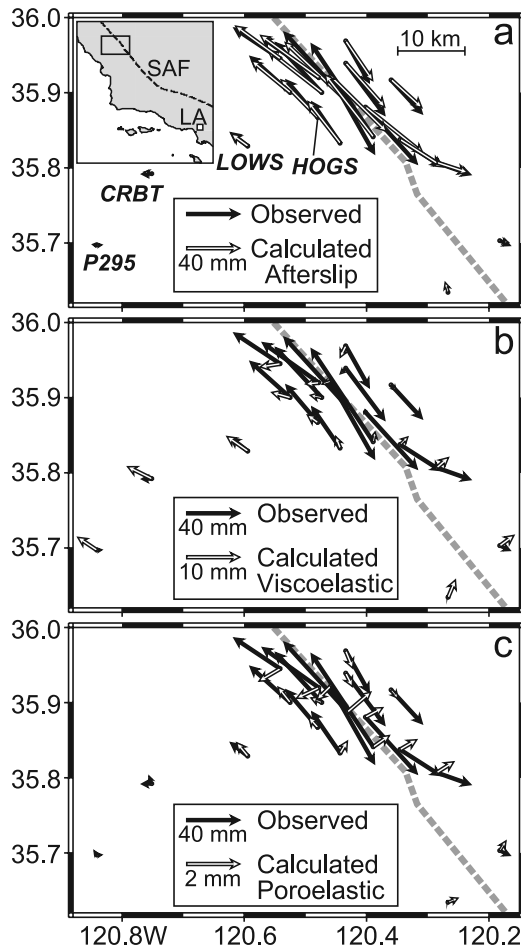 a
10 km
36.0
35.9
35.8
35.7
SAF
LA
LOWS
HOGS
CRBT
P295
Observed
Calculated
40 mm
Afterslip
b
36.0
35.9
35.8
35.7
Observed
40 mm
Calculated
10 mm
Viscoelastic
c
36.0
35.9
35.8
35.7
Observed
40 mm
Calculated
2 mm
Poroelastic
120.8W
120.6
120.4
120.2